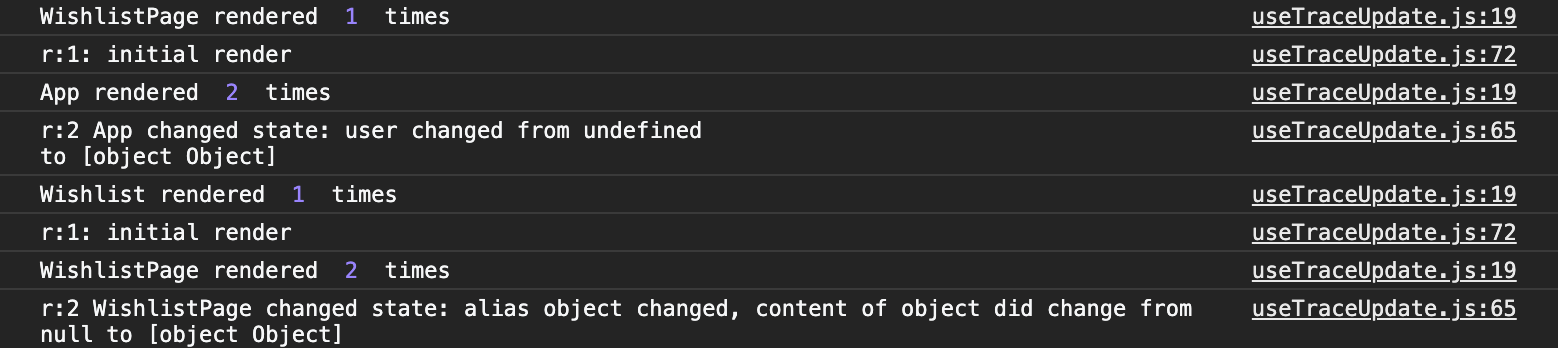 WishlistPage rendered 1 times useTraceUpdate.js:19
r:1: initial render useTraceUpdate.js:72
App rendered 2 times useTraceUpdate.js:19
r:2 App changed state: user changed from undefined useTraceUpdate.js:65
to [object Object]
Wishlist rendered 1 times useTraceUpdate.js:19
r:1: initial render useTraceUpdate.js:72
WishlistPage rendered 2 times useTraceUpdate.js:19
r:2 WishlistPage changed state: alias object changed, content of object did change from useTraceUpdate.js:65
null to [object Object]